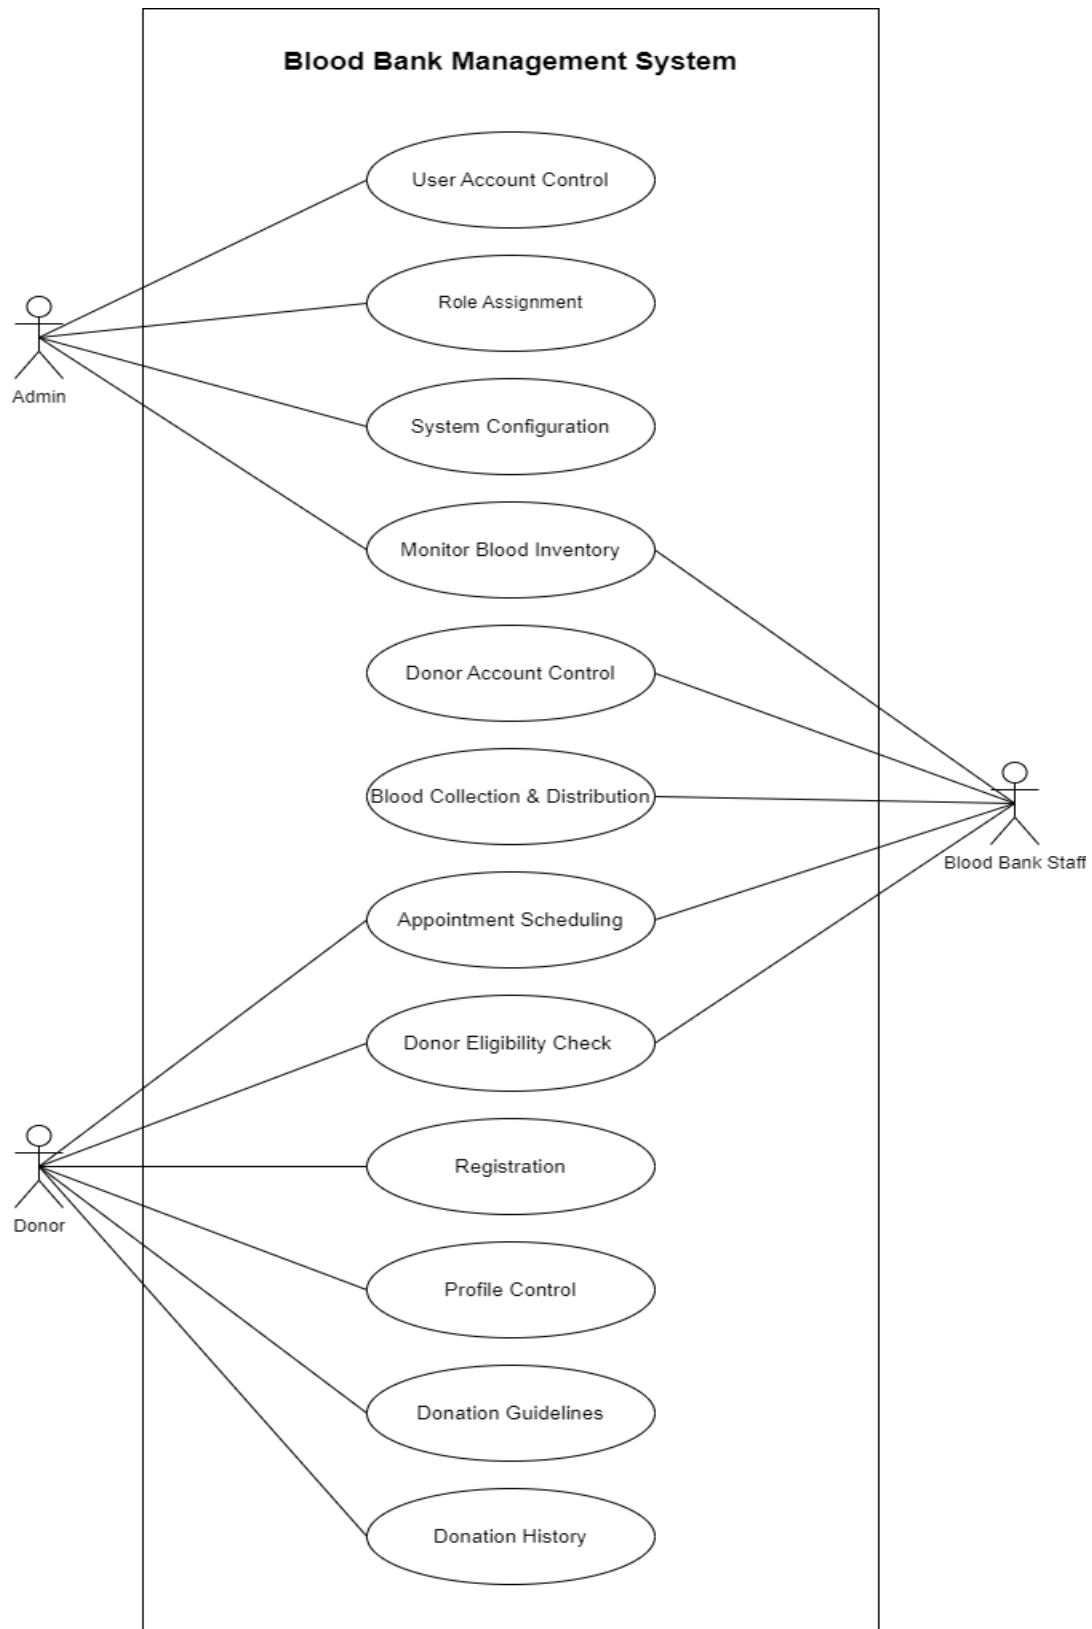 Blood Bank Management System
User Account Control
Role Assignment
Admin
System Configuration
Monitor Blood Inventory
Donor Account Control
Blood Collection & Distribution
Blood Bank Staff
Appointment Scheduling
Donor Eligibility Check
Registration
Donor
Profile Control
Donation Guidelines
Donation History